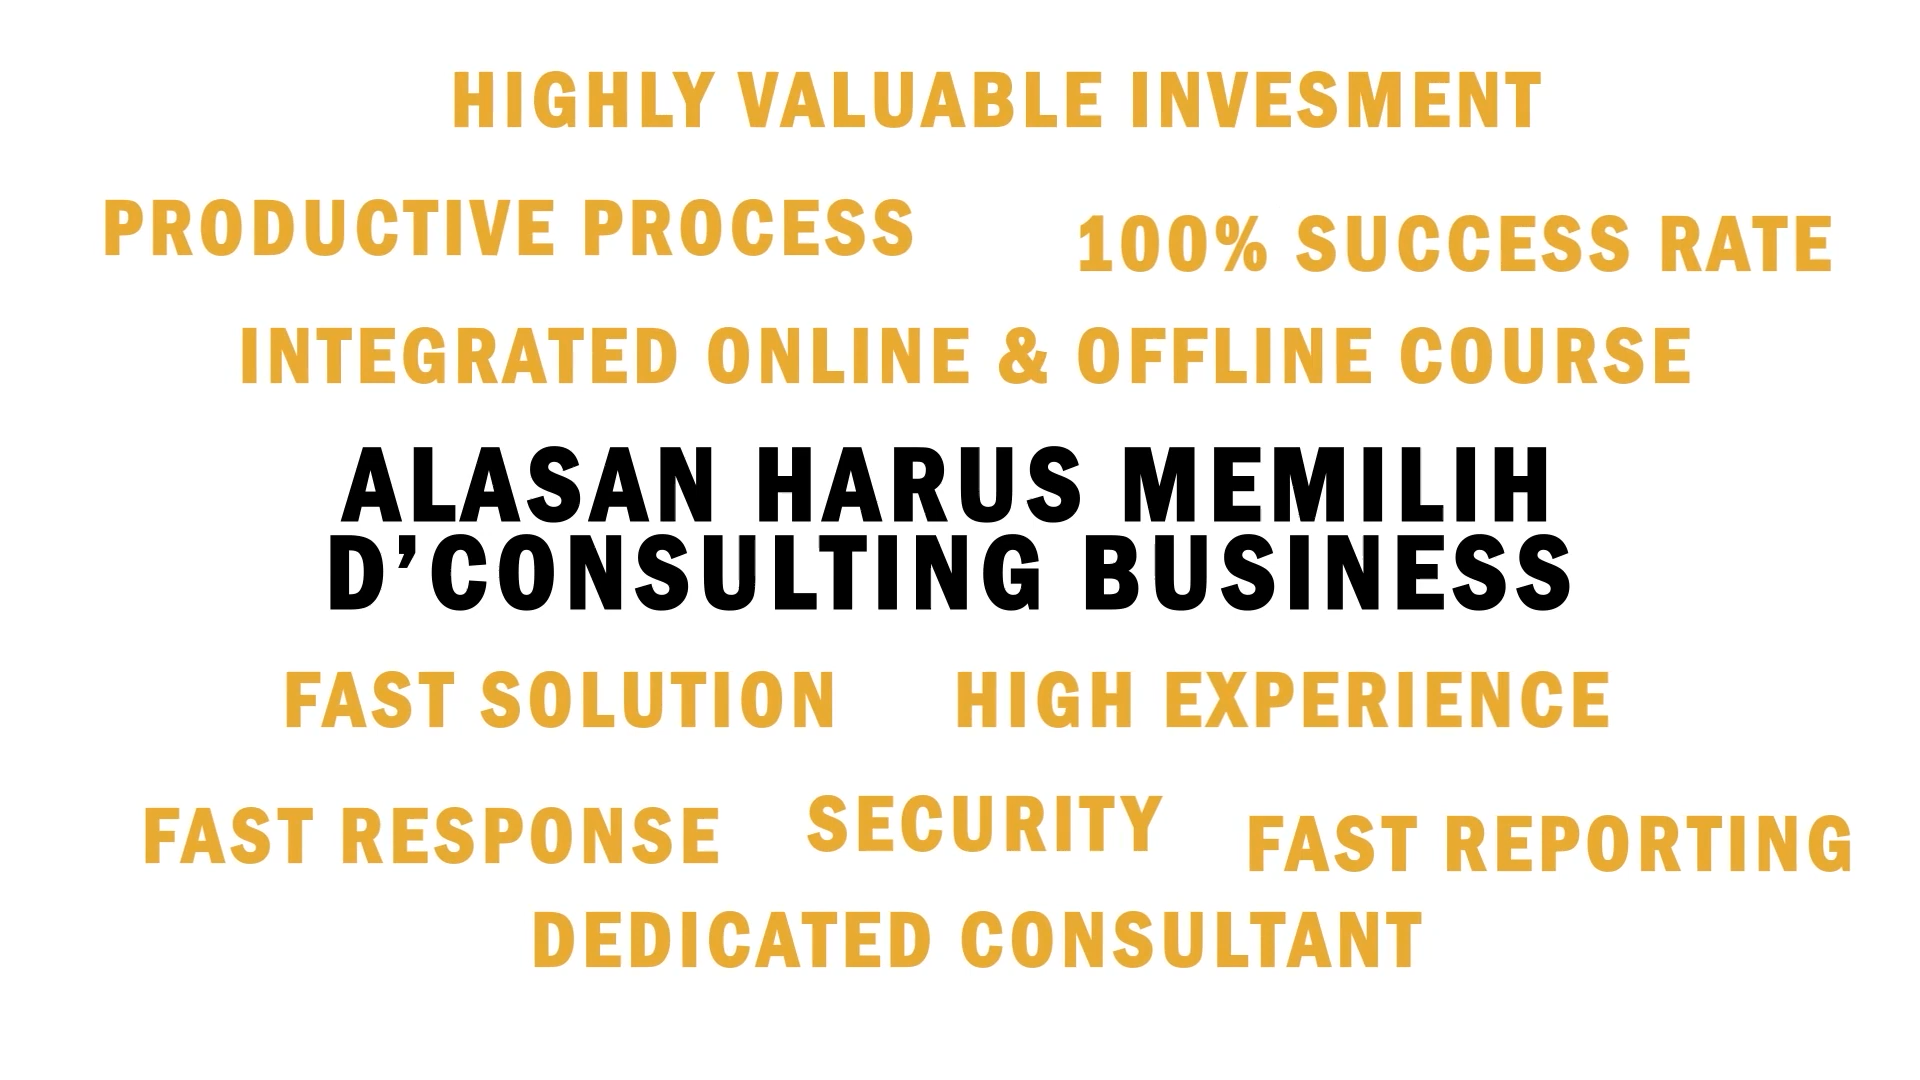 HIGHLY VALUABLE INVESMENT
PRODUCTIVE PROCESS
100% SUCCESS RATE
INTEGRATED ONLINE & OFFLINE COURSE
ALASAN HARUS MEMILIH
D’CONSULTING BUSINESS
FAST SOLUTION
HIGH EXPERIENCE
FAST RESPONSE
SECURITY
FAST REPORTING
DEDICATED CONSULTANT